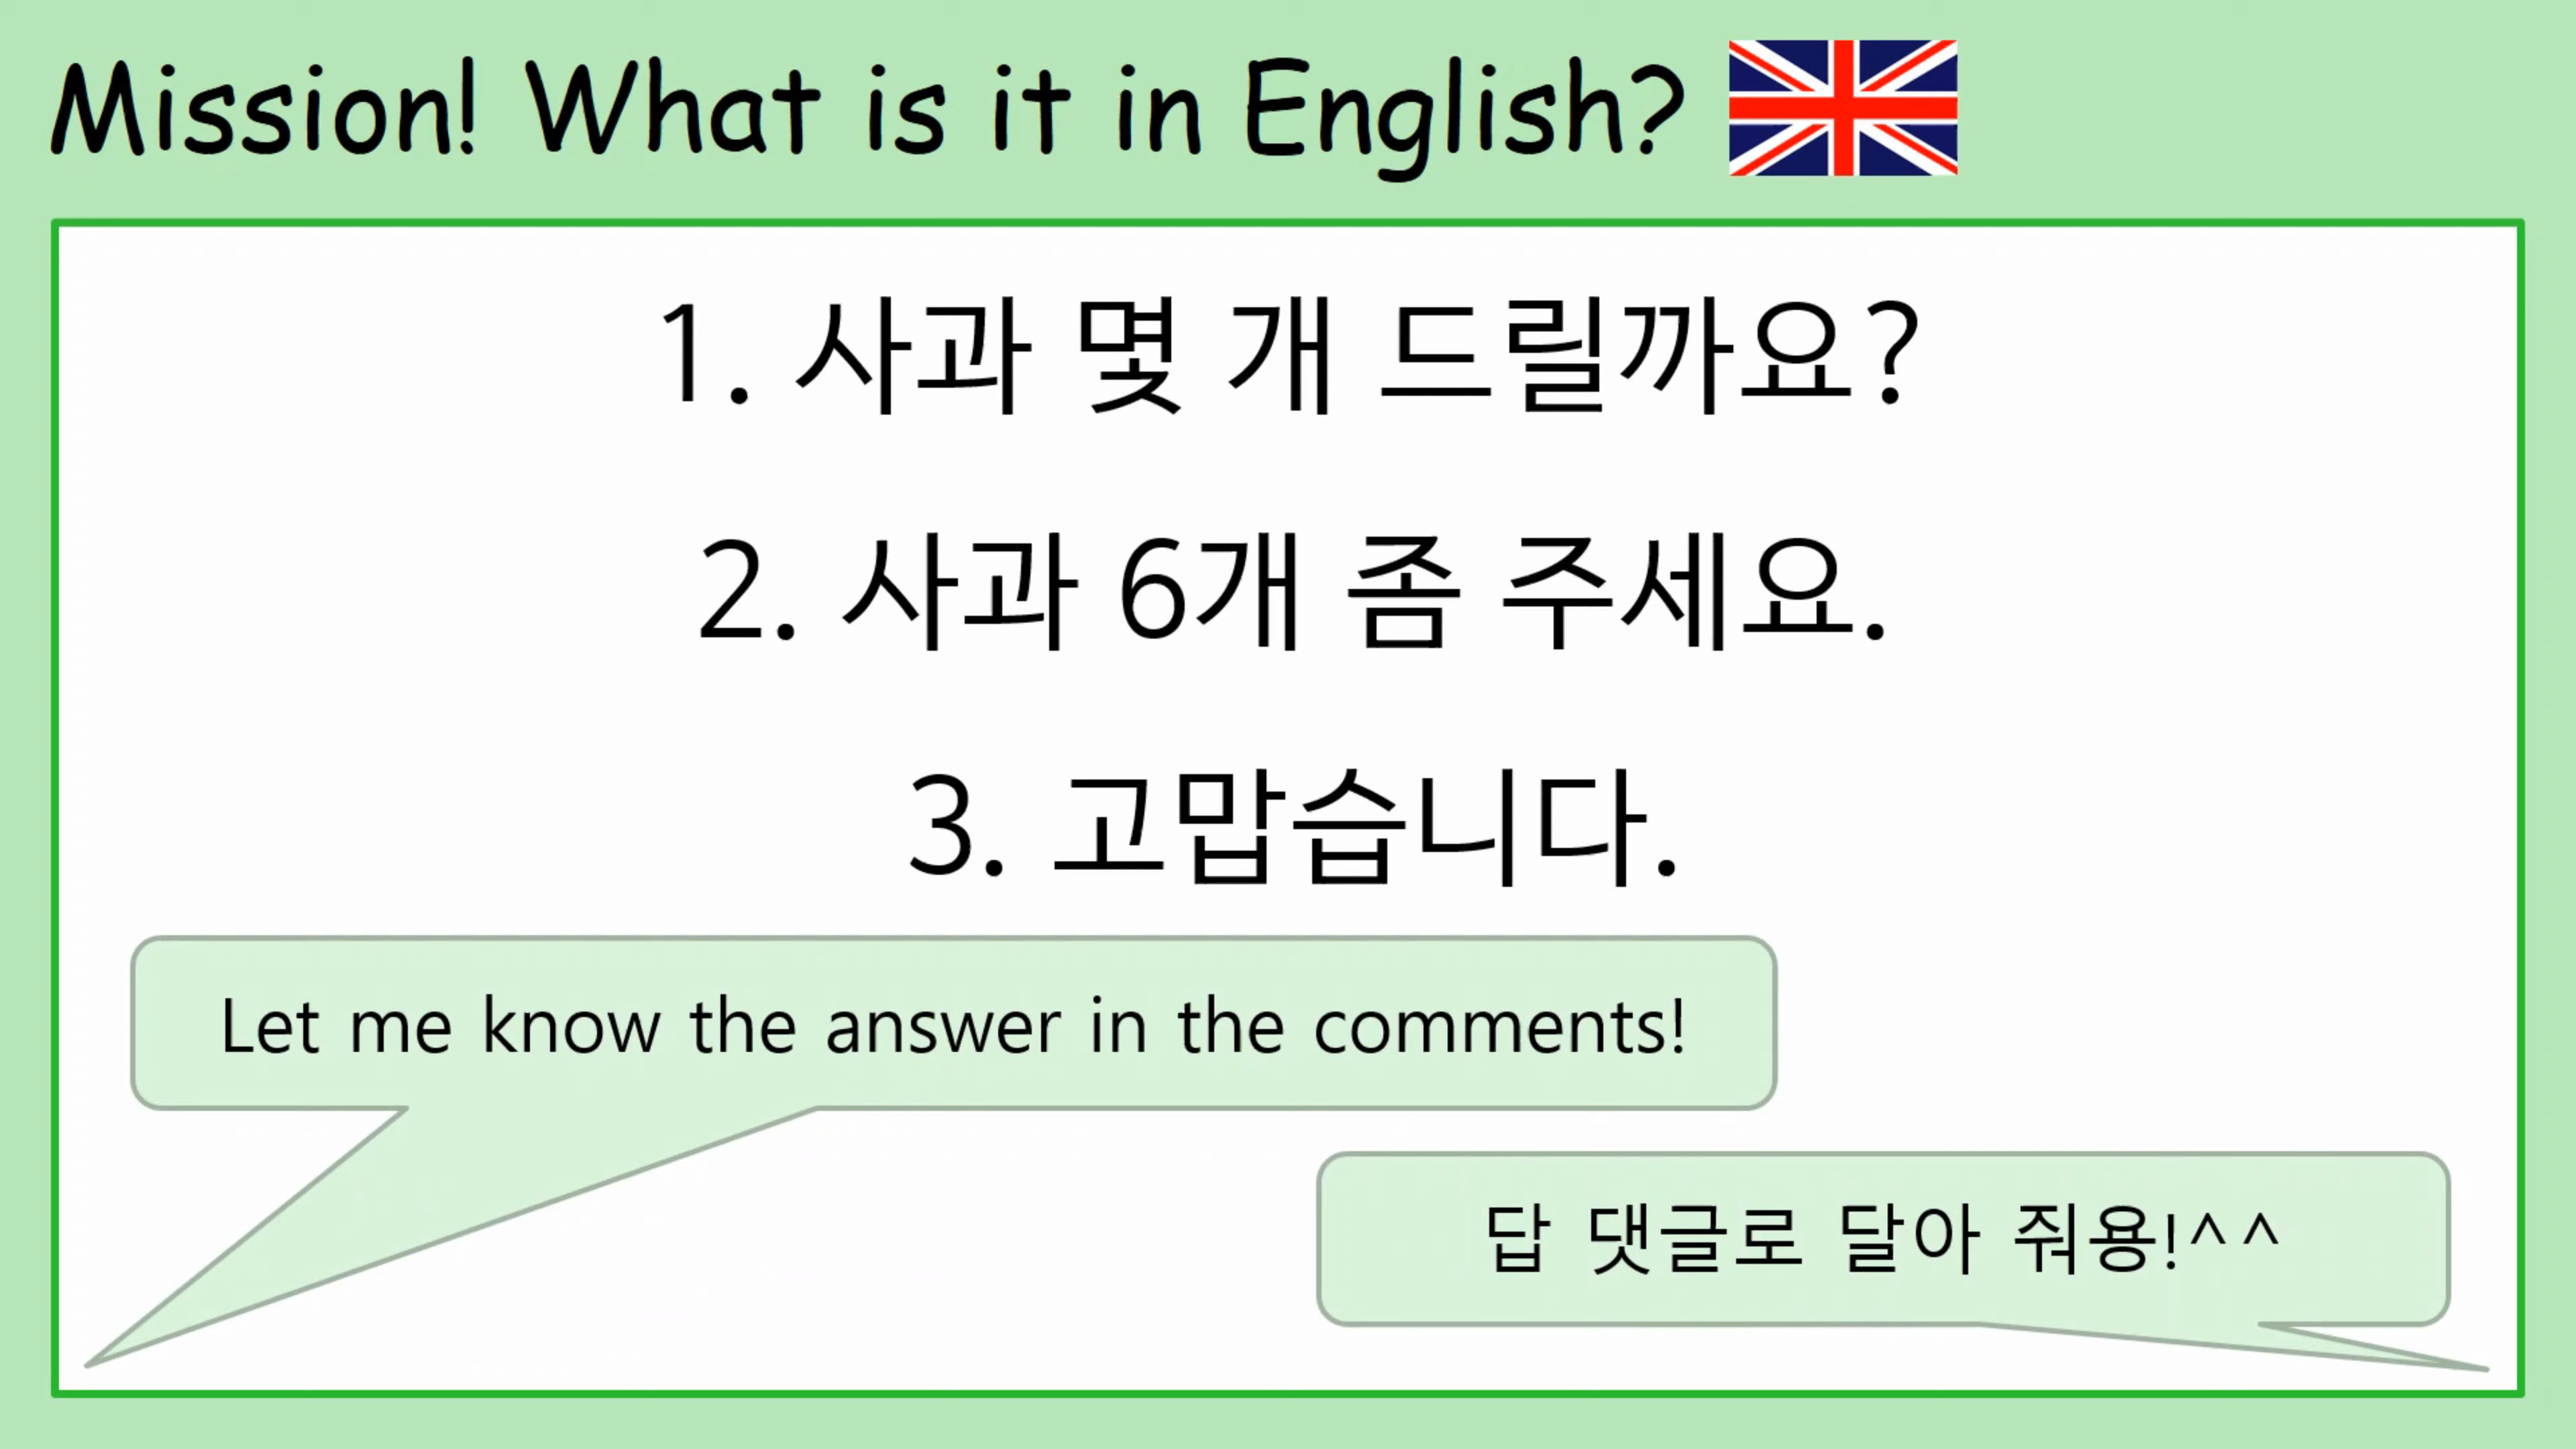 Mission! What is it in English?
1. 사과 몇 개 드릴까요?
2. 사과 6개 좀 주세요.
3. 고맙습니다.
Let me know the answer in the comments!
답 댓글로 달아 줘용!^^